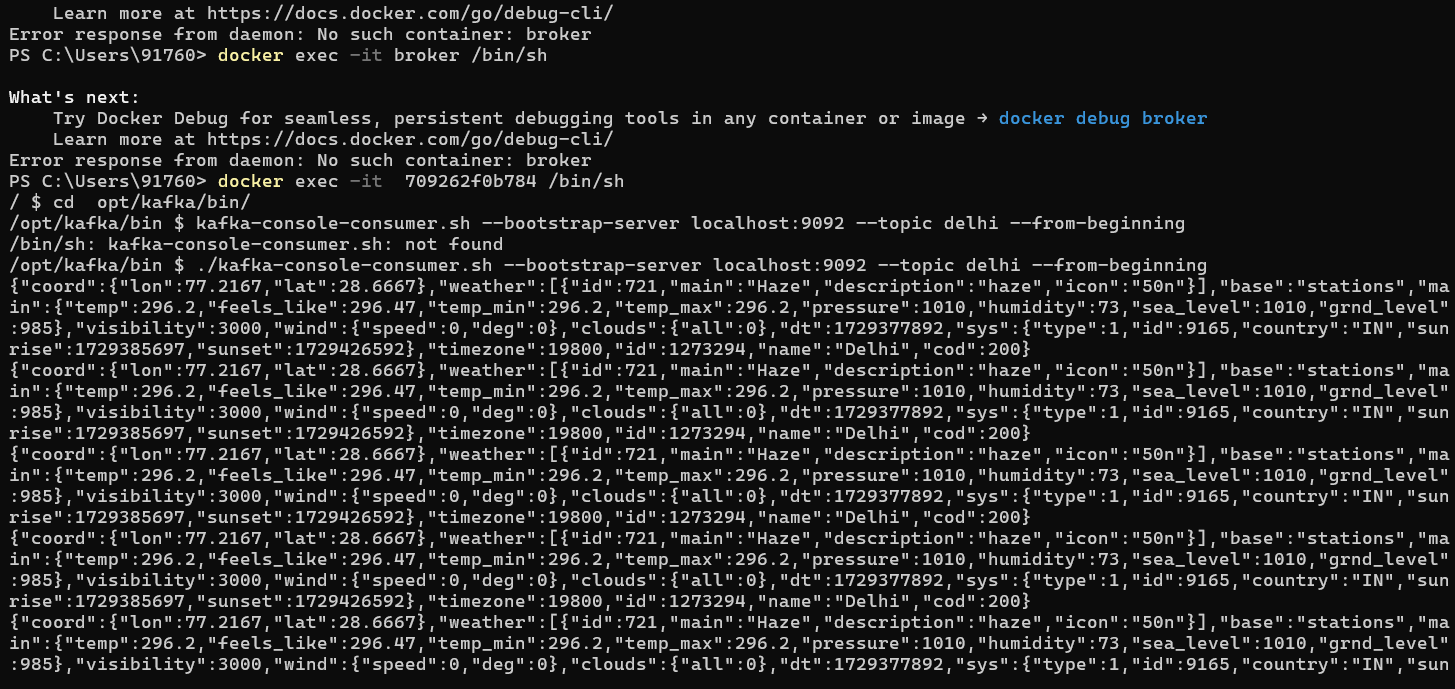 Learn more at https://docs.docker.com/go/debug-cli/
Error response from daemon: No such container: broker
PS C:\Users\91760> docker exec -it broker /bin/sh

What's next:
    Try Docker Debug for seamless, persistent debugging tools in any container or image → docker debug broker
    Learn more at https://docs.docker.com/go/debug-cli/
Error response from daemon: No such container: broker
PS C:\Users\91760> docker exec -it  709262f0b784 /bin/sh
/ $ cd  opt/kafka/bin/
/opt/kafka/bin $ kafka-console-consumer.sh --bootstrap-server localhost:9092 --topic delhi --from-beginning
/bin/sh: kafka-console-consumer.sh: not found
/opt/kafka/bin $ ./kafka-console-consumer.sh --bootstrap-server localhost:9092 --topic delhi --from-beginning
{"coord":{"lon":77.2167,"lat":28.6667},"weather":[{"id":721,"main":"Haze","description":"haze","icon":"50n"}],"base":"stations","ma
in":{"temp":296.2,"feels_like":296.47,"temp_min":296.2,"temp_max":296.2,"pressure":1010,"humidity":73,"sea_level":1010,"grnd_level"
:985},"visibility":3000,"wind":{"speed":0,"deg":0},"clouds":{"all":0},"dt":1729377892,"sys":{"type":1,"id":9165,"country":"IN","sun
rise":1729385697,"sunset":1729426592},"timezone":19800,"id":1273294,"name":"Delhi","cod":200}
{"coord":{"lon":77.2167,"lat":28.6667},"weather":[{"id":721,"main":"Haze","description":"haze","icon":"50n"}],"base":"stations","ma
in":{"temp":296.2,"feels_like":296.47,"temp_min":296.2,"temp_max":296.2,"pressure":1010,"humidity":73,"sea_level":1010,"grnd_level"
:985},"visibility":3000,"wind":{"speed":0,"deg":0},"clouds":{"all":0},"dt":1729377892,"sys":{"type":1,"id":9165,"country":"IN","sun
rise":1729385697,"sunset":1729426592},"timezone":19800,"id":1273294,"name":"Delhi","cod":200}
{"coord":{"lon":77.2167,"lat":28.6667},"weather":[{"id":721,"main":"Haze","description":"haze","icon":"50n"}],"base":"stations","ma
in":{"temp":296.2,"feels_like":296.47,"temp_min":296.2,"temp_max":296.2,"pressure":1010,"humidity":73,"sea_level":1010,"grnd_level"
:985},"visibility":3000,"wind":{"speed":0,"deg":0},"clouds":{"all":0},"dt":1729377892,"sys":{"type":1,"id":9165,"country":"IN","sun
rise":1729385697,"sunset":1729426592},"timezone":19800,"id":1273294,"name":"Delhi","cod":200}
{"coord":{"lon":77.2167,"lat":28.6667},"weather":[{"id":721,"main":"Haze","description":"haze","icon":"50n"}],"base":"stations","ma
in":{"temp":296.2,"feels_like":296.47,"temp_min":296.2,"temp_max":296.2,"pressure":1010,"humidity":73,"sea_level":1010,"grnd_level"
:985},"visibility":3000,"wind":{"speed":0,"deg":0},"clouds":{"all":0},"dt":1729377892,"sys":{"type":1,"id":9165,"country":"IN","sun
rise":1729385697,"sunset":1729426592},"timezone":19800,"id":1273294,"name":"Delhi","cod":200}
{"coord":{"lon":77.2167,"lat":28.6667},"weather":[{"id":721,"main":"Haze","description":"haze","icon":"50n"}],"base":"stations","ma
in":{"temp":296.2,"feels_like":296.47,"temp_min":296.2,"temp_max":296.2,"pressure":1010,"humidity":73,"sea_level":1010,"grnd_level"
:985},"visibility":3000,"wind":{"speed":0,"deg":0},"clouds":{"all":0},"dt":1729377892,"sys":{"type":1,"id":9165,"country":"IN","sun